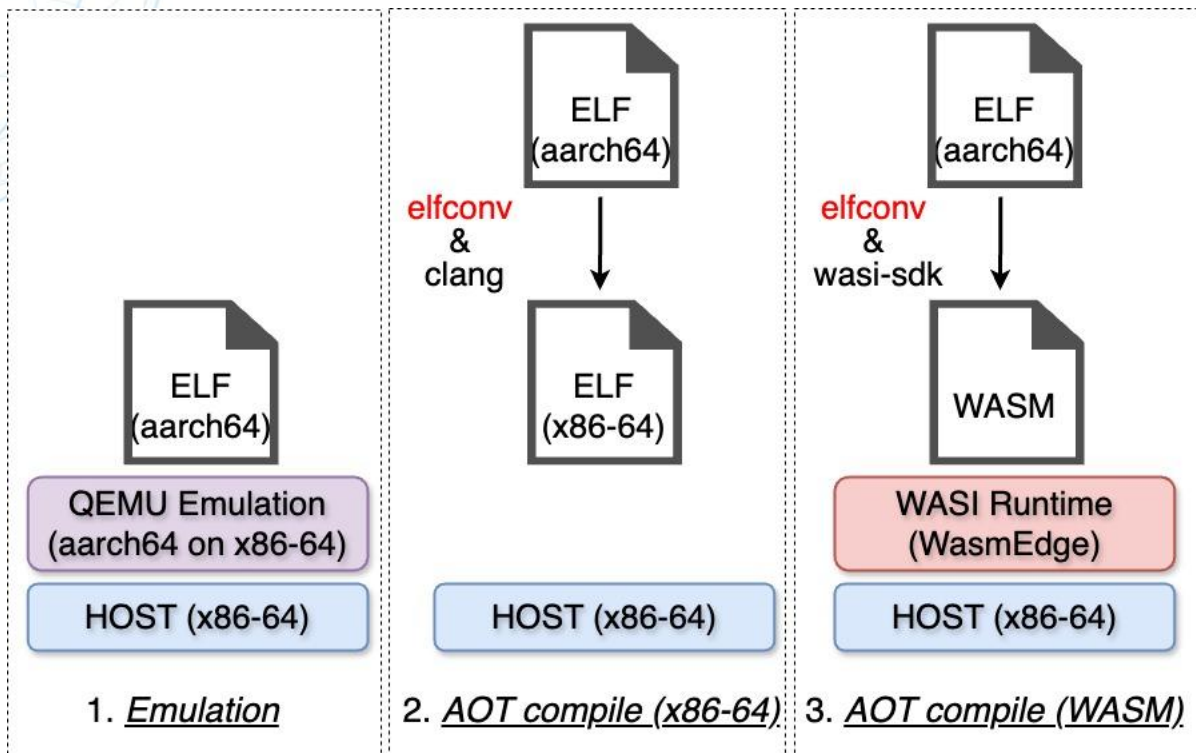 ELF
(aarch64)
QEMU Emulation
(aarch64 on x86-64)
HOST (x86-64)
1. Emulation
ELF
(aarch64)
elfconv
&
clang
ELF
(x86-64)
HOST (x86-64)
2. AOT compile (x86-64)
ELF
(aarch64)
elfconv
&
wasi-sdk
WASM
WASI Runtime
(WasmEdge)
HOST (x86-64)
3. AOT compile (WASM)